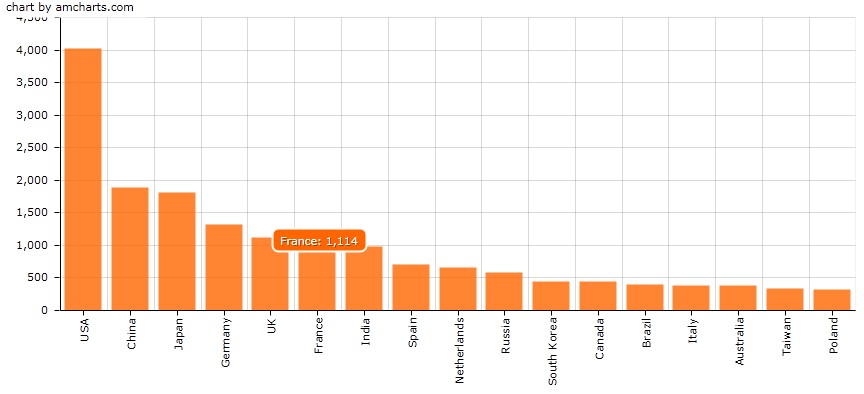 chart by amcharts.com
4,500
4,000
3,500
3,000
2,500
2,000
1,500
1,000
500
0
France: 1,114
USA
China
Japan
Germany
UK
France
India
Spain
Netherlands
Russia
South Korea
Canada
Brazil
Italy
Australia
Taiwan
Poland